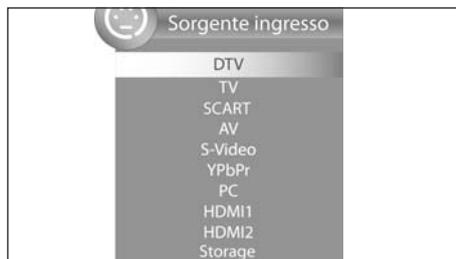 Sorgente ingresso
DTV
TV
SCART
AV
S-Video
YPbPr
PC
HDMI1
HDMI2
Storage